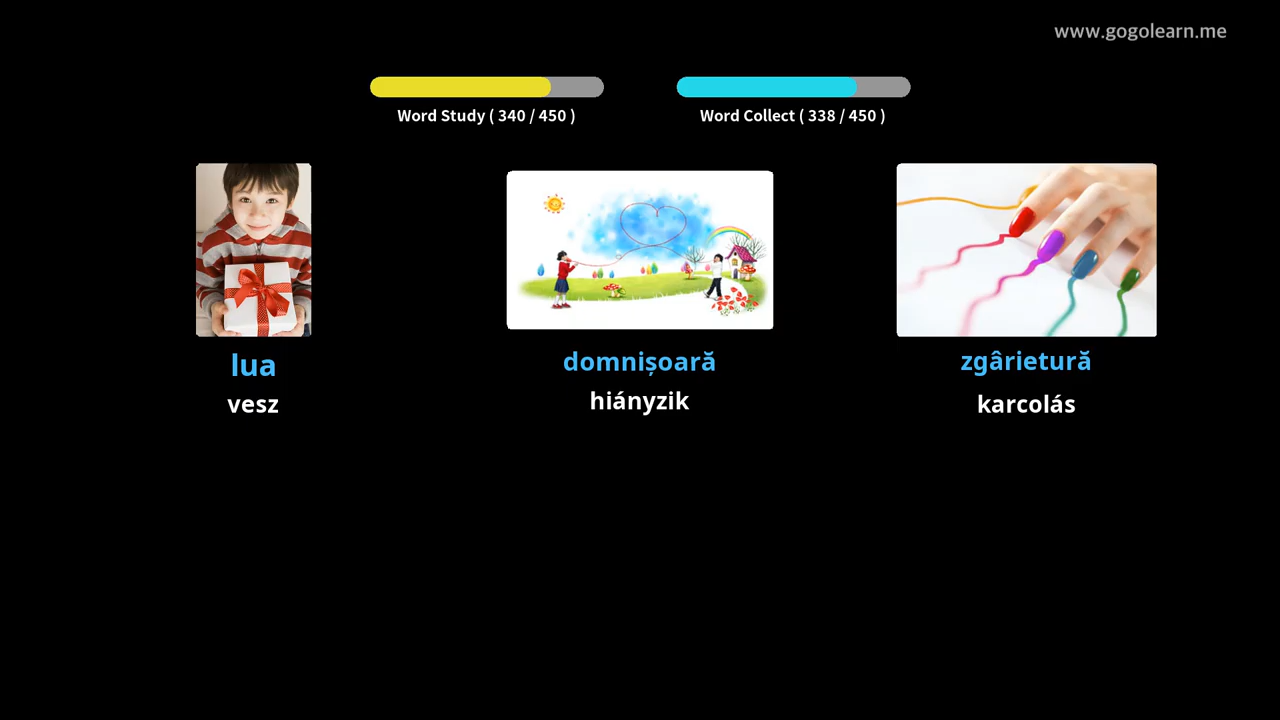 www.gogolearn.me
Word Study ( 340 / 450 )
Word Collect ( 338 / 450 )
lua
vesz
domnișoară
hiányzik
zgârietură
karcolás